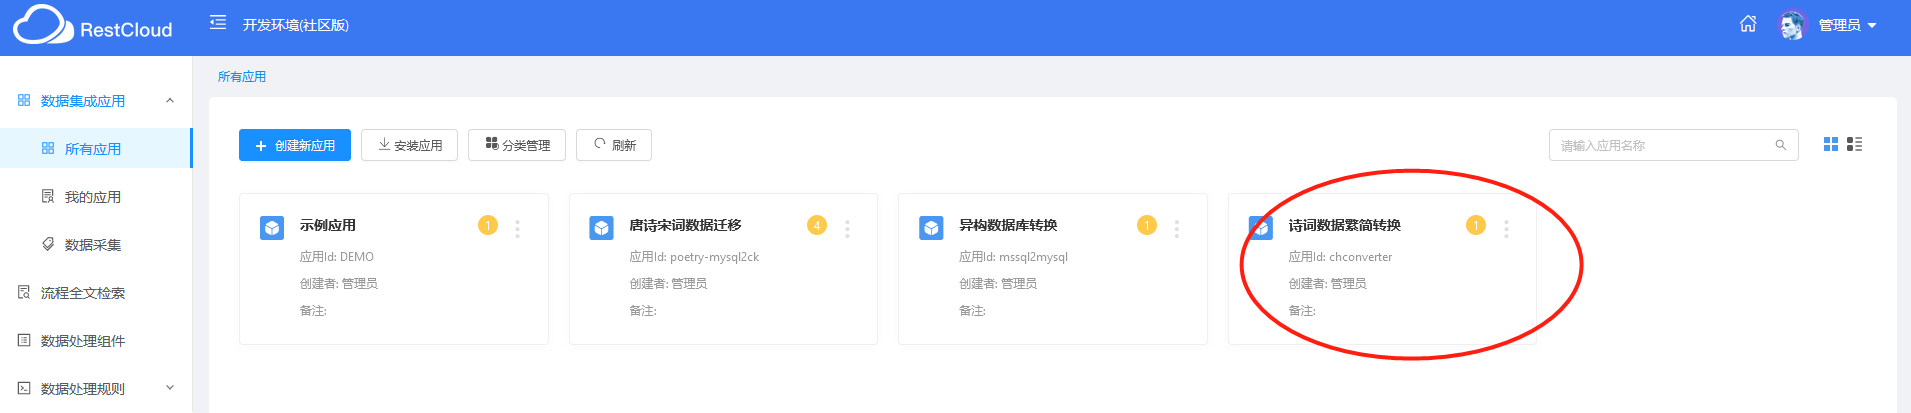 RestCloud
开发环境(社区版)
管理员
数据集成应用
所有应用
我的应用
数据采集
流程全文检索
数据处理组件
数据处理规则
所有应用
创建新应用
安装应用
分类管理
刷新
请输入应用名称
示例应用
1
应用Id: DEMO
创建者: 管理员
备注:
唐诗宋词数据迁移
4
应用Id: poetry-mysql2ck
创建者: 管理员
备注:
异构数据库转换
1
应用Id: mssql2mysql
创建者: 管理员
备注:
诗词数据繁简转换
1
应用Id: chconverter
创建者: 管理员
备注: